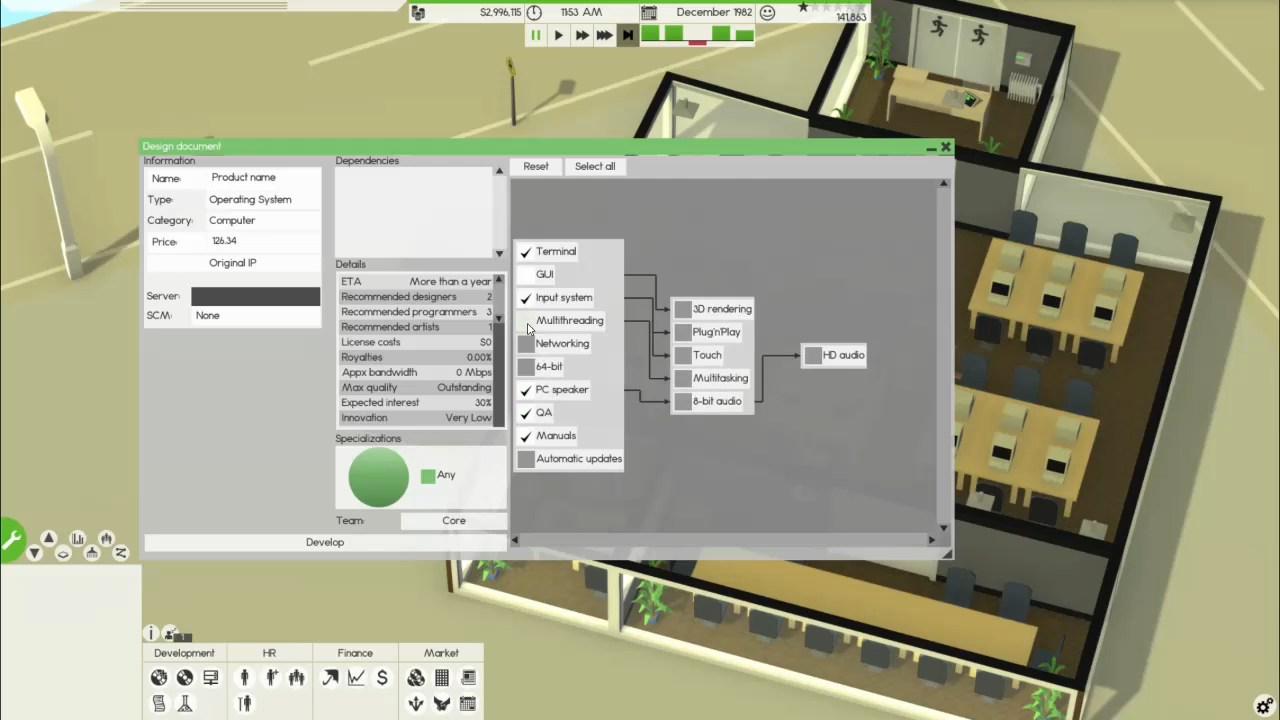 $2,996,115
11:53 AM
December 1982
141,863
Design document
Information
Name: Product name
Type: Operating System
Category: Computer
Price: 126.34
Original IP
Server:
SCM: None
Dependencies
Details
ETA More than a year
Recommended designers 2
Recommended programmers 3
Recommended artists 1
License costs $0
Royalties 0.00%
Appx bandwidth 0 Mbps
Max quality Outstanding
Expected interest 30%
Innovation Very Low
Specializations
Any
Team: Core
Develop
Reset Select all
Terminal
GUI
Input system
Multithreading
Networking
64-bit
PC speaker
QA
Manuals
Automatic updates
3D rendering
Plug'n'Play
Touch
Multitasking
8-bit audio
HD audio
Development HR Finance Market